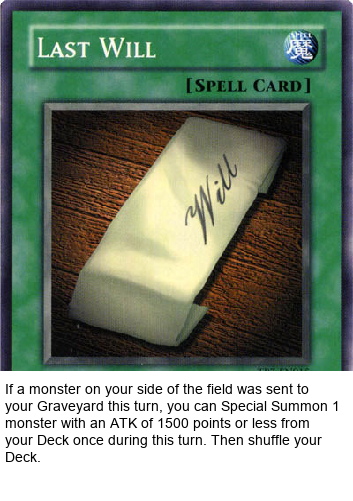 LAST WILL
[SPELL CARD]
Will
If a monster on your side of the field was sent to
your Graveyard this turn, you can Special Summon 1
monster with an ATK of 1500 points or less from
your Deck once during this turn. Then shuffle your
Deck.